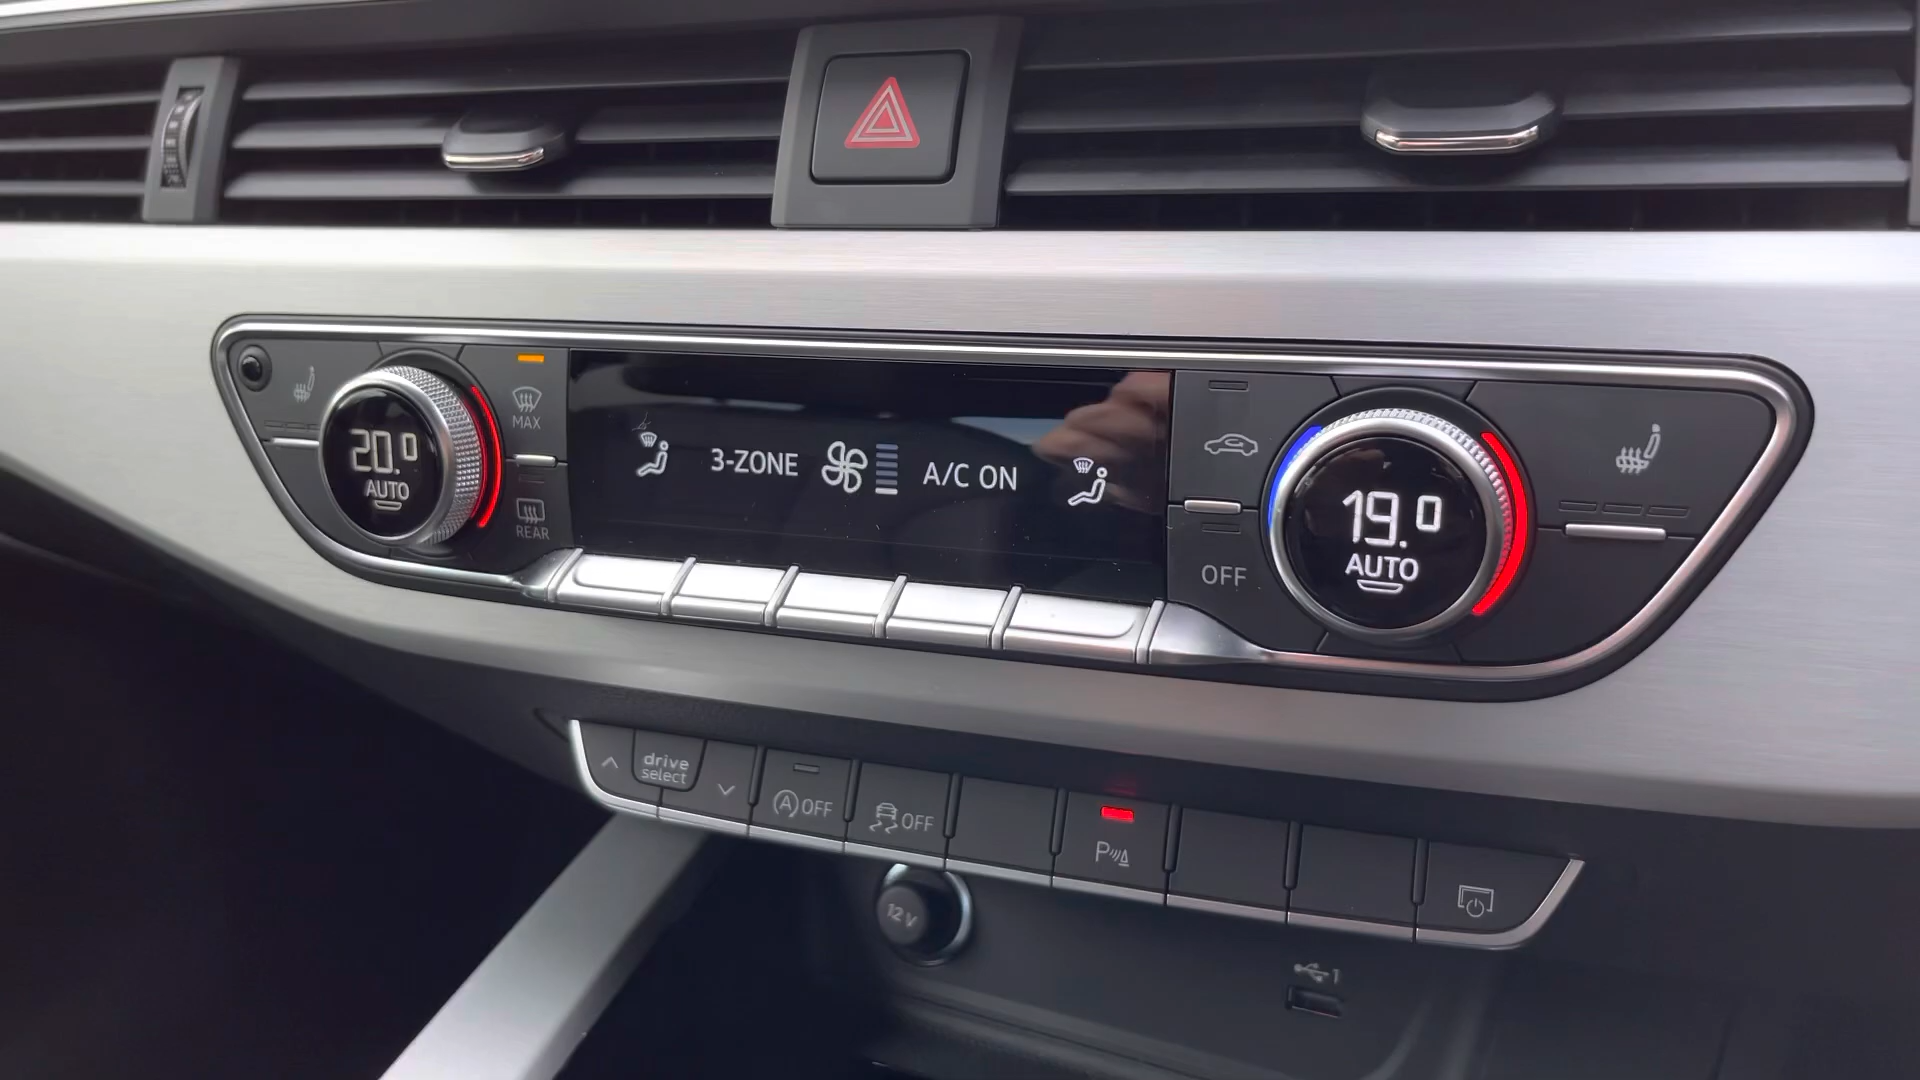 20.0
AUTO
MAX
REAR
3-ZONE
A/C ON
OFF
19.0
AUTO
drive
select
A OFF
OFF
P
12V
1